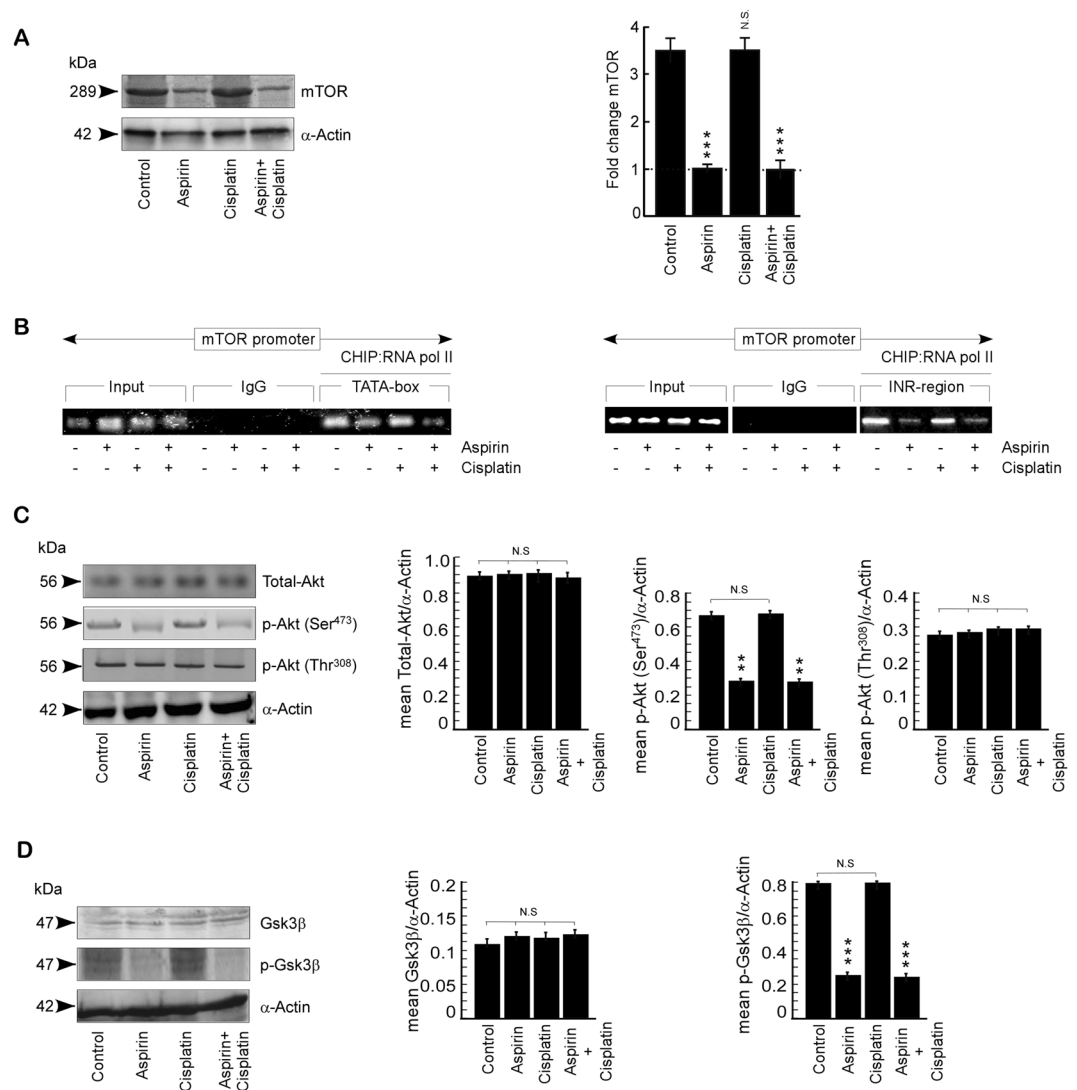 A
kDa
289
mTOR
42
α-Actin
Control
Aspirin
Cisplatin
Aspirin+
Cisplatin
Fold change mTOR
4
3
2
1
0
N.S.
***
***
Control
Aspirin
Cisplatin
Aspirin+
Cisplatin
B
mTOR promoter
CHIP:RNA pol II
Input IgG TATA-box
- + - + - + - + - + - + Aspirin
- - + + - - + + - - + + Cisplatin
mTOR promoter
CHIP:RNA pol II
Input IgG INR-region
- + - + - + - + - + - + Aspirin
- - + + - - + + - - + + Cisplatin
C
kDa
56
Total-Akt
56
p-Akt (Ser473)
56
p-Akt (Thr308)
42
α-Actin
Control
Aspirin
Cisplatin
Aspirin+
Cisplatin
mean Total-Akt/α-Actin
1.0
0.8
0.6
0.4
0.2
0
N.S
Control
Aspirin
Cisplatin
Aspirin
+
Cisplatin
mean p-Akt (Ser473)/α-Actin
0.8
0.6
0.4
0.2
0
N.S
**
**
Control
Aspirin
Cisplatin
Aspirin
+
Cisplatin
mean p-Akt (Thr308)/α-Actin
0.4
0.3
0.2
0.1
0
N.S
Control
Aspirin
Cisplatin
Aspirin
+
Cisplatin
D
kDa
47
Gsk3β
47
p-Gsk3β
42
α-Actin
Control
Aspirin
Cisplatin
Aspirin+
Cisplatin
mean Gsk3β/α-Actin
0.2
0.15
0.1
0.05
0
N.S
Control
Aspirin
Cisplatin
Aspirin
+
Cisplatin
mean p-Gsk3β/α-Actin
0.8
0.6
0.4
0.2
0
N.S
***
***
Control
Aspirin
Cisplatin
Aspirin
+
Cisplatin